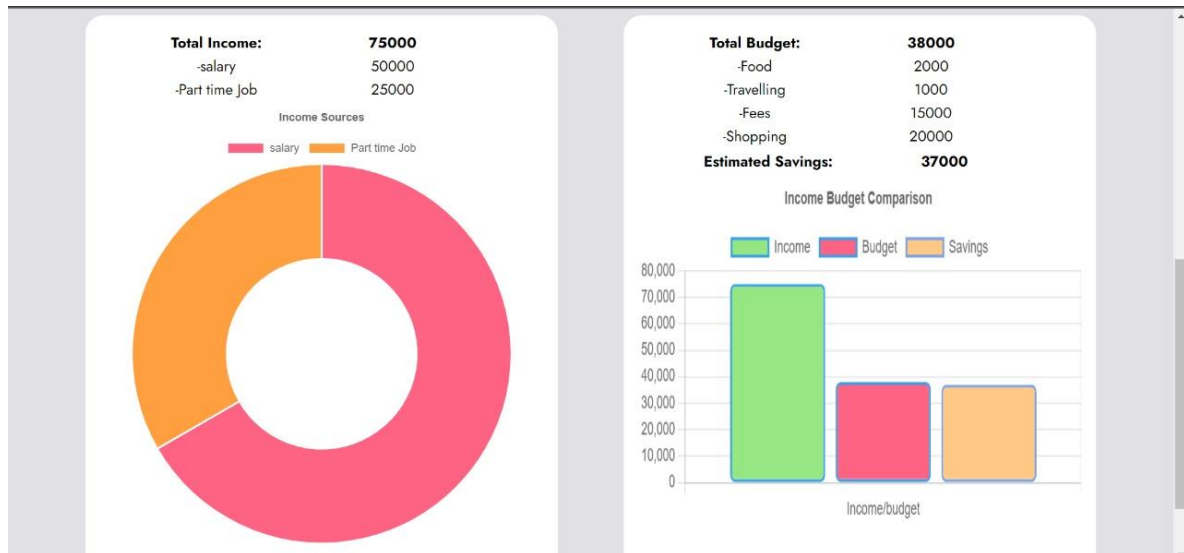 Total Income: 75000
-salary 50000
-Part time Job 25000
Income Sources
salary Part time Job
Total Budget: 38000
-Food 2000
-Travelling 1000
-Fees 15000
-Shopping 20000
Estimated Savings: 37000
Income Budget Comparison
Income Budget Savings
80,000
70,000
60,000
50,000
40,000
30,000
20,000
10,000
0
Income/budget